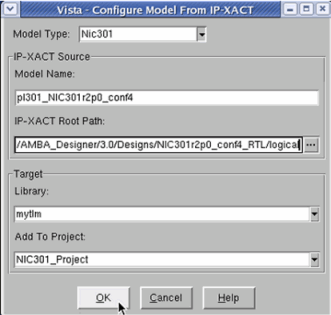 Vista - Configure Model From IP-XACT
Model Type: Nic301
IP-XACT Source
Model Name:
pl301_NIC301r2p0_conf4
IP-XACT Root Path:
/AMBA_Designer/3.0/Designs/NIC301r2p0_conf4_RTL/logical ...
Target
Library:
mytlm
Add To Project:
NIC301_Project
OK Cancel Help